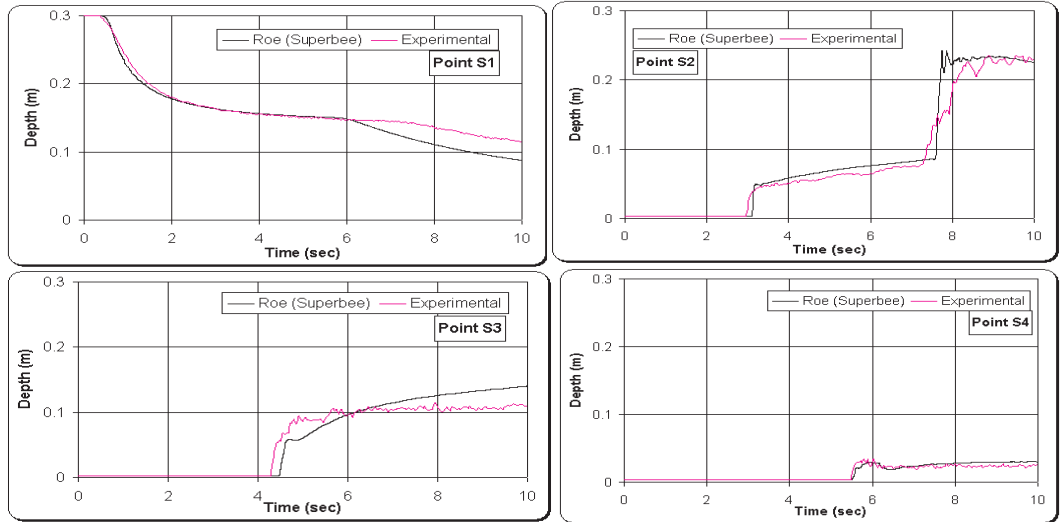 0.3
0.2
0.1
0
Depth (m)
Roe (Superbee) Experimental
Point S1
0 2 4 6 8 10
Time (sec)
0.3
0.2
0.1
0
Depth (m)
Roe (Superbee) Experimental
Point S2
0 2 4 6 8 10
Time (sec)
0.3
0.2
0.1
0
Depth (m)
Roe (Superbee) Experimental
Point S3
0 2 4 6 8 10
Time (sec)
0.3
0.2
0.1
0
Depth (m)
Roe (Superbee) Experimental
Point S4
0 2 4 6 8 10
Time (sec)